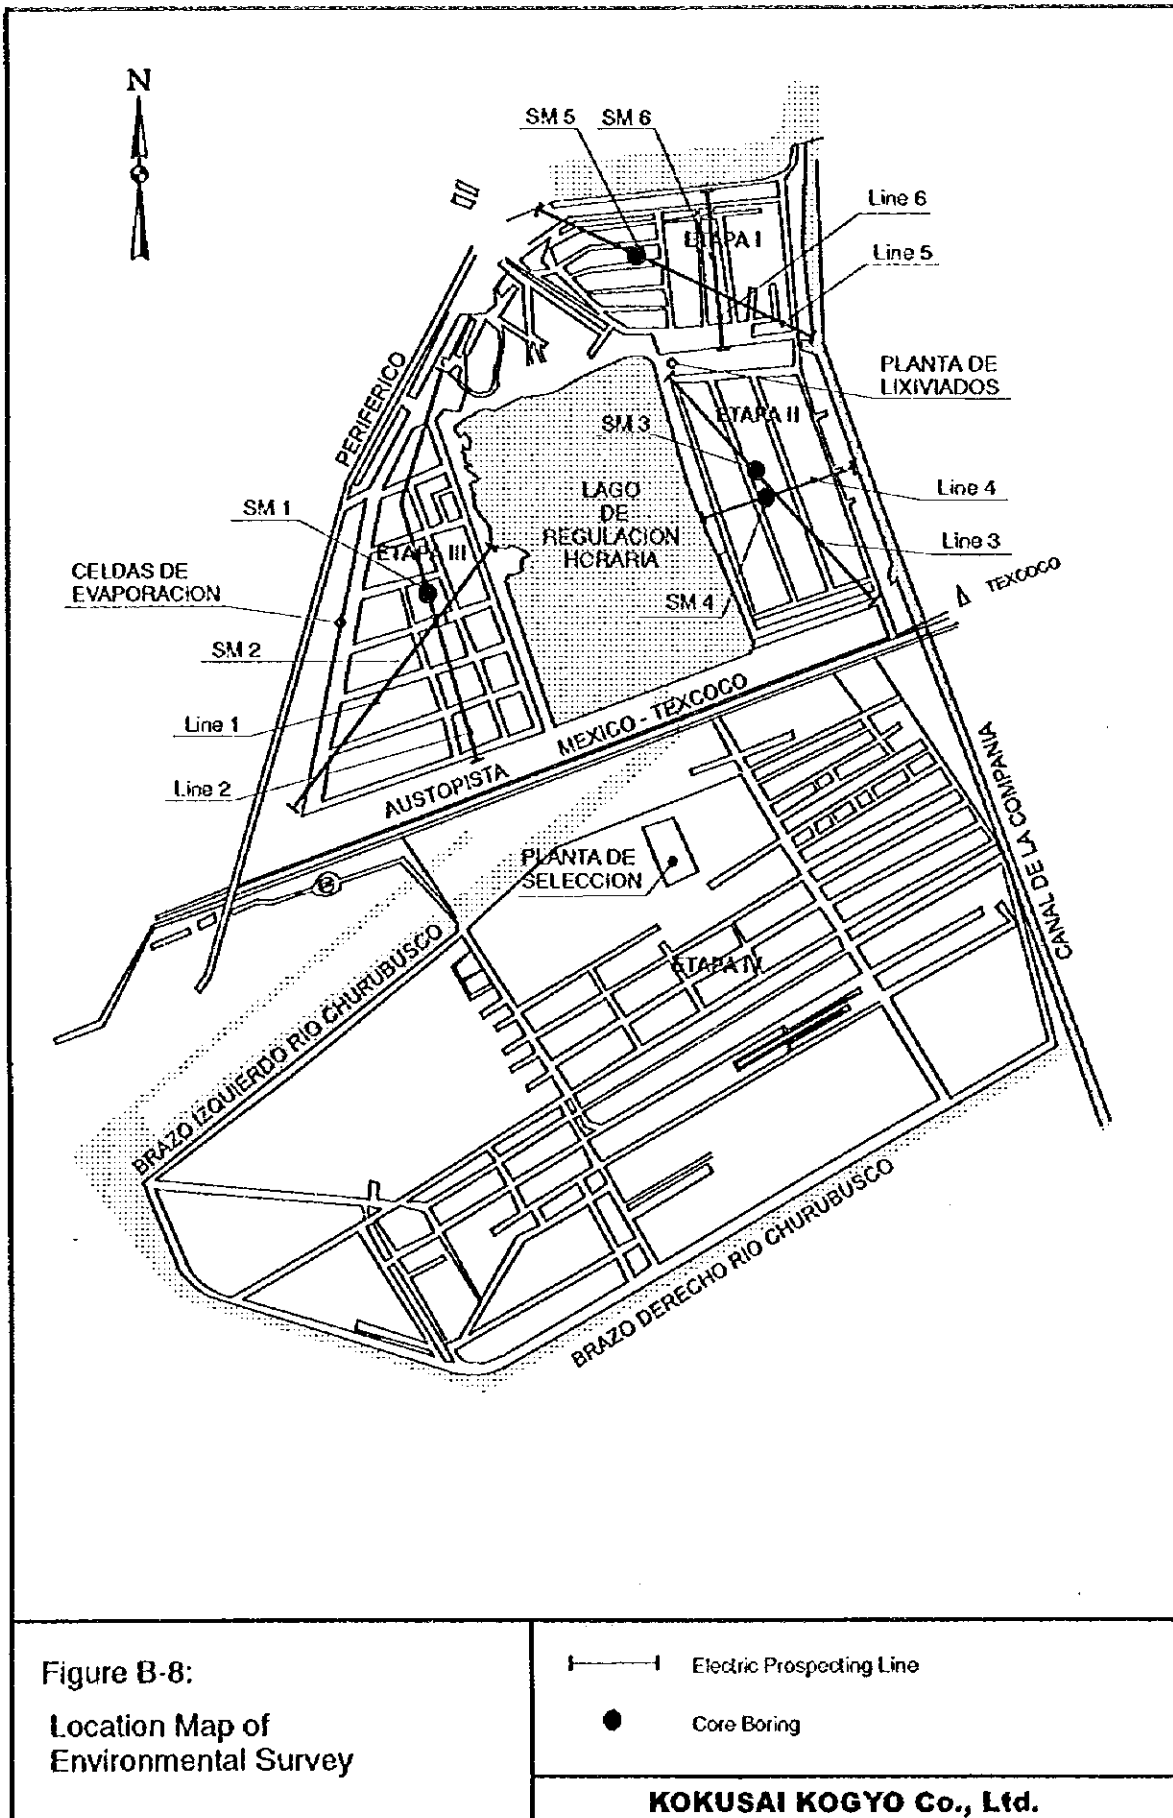 N
SM 5
SM 6
Line 6
ETAPA I
Line 5
PERIFERICO
PLANTA DE
LIXIVIADOS
ETAPA II
SM 3
LAGO
DE
REGULACION
HORARIA
Line 4
SM 1
Line 3
ETAPA III
CELDAS DE
EVAPORACION
TEXCOCO
SM 4
SM 2
Line 1
MEXICO - TEXCOCO
Line 2
AUSTOPISTA
CANAL DE LA COMPANIA
PLANTA DE
SELECCION
ETAPA IV
BRAZO IZQUIERDO RIO CHURUBUSCO
BRAZO DERECHO RIO CHURUBUSCO
Figure B-8:
Location Map of
Environmental Survey
Electric Prospecting Line
Core Boring
KOKUSAI KOGYO Co., Ltd.